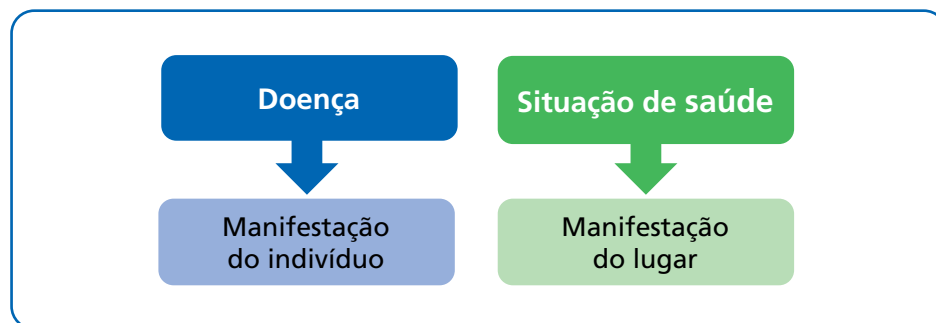 Doença
Situação de saúde
Manifestação
do indivíduo
Manifestação
do lugar